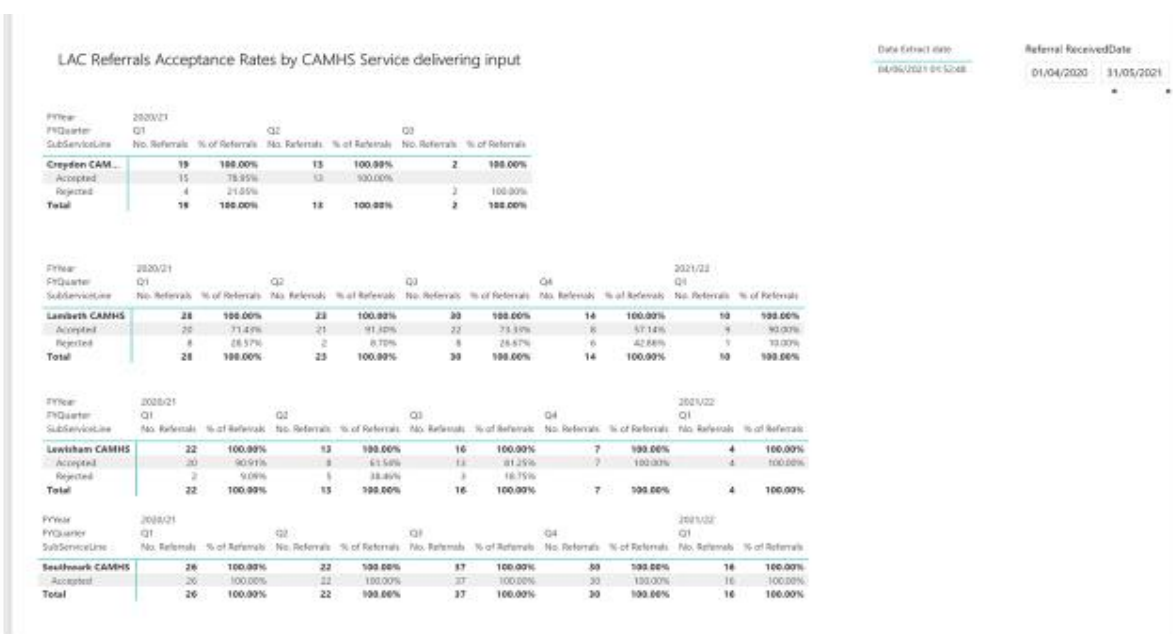 LAC Referrals Acceptance Rates by CAMHS Service delivering input
Data Extract date
04/06/2021 01:52:48
Referral ReceivedDate
01/04/2020 31/05/2021
FYYear 2020/21
FYQuarter Q1 Q2 Q3
SubServiceLine No. Referrals % of Referrals No. Referrals % of Referrals No. Referrals % of Referrals
Croydon CAM... 19 100.00% 13 100.00% 2 100.00%
Accepted 15 78.95% 13 100.00%
Rejected 4 21.05% 2 100.00%
Total 19 100.00% 13 100.00% 2 100.00%
FYYear 2020/21 2021/22
FYQuarter Q1 Q2 Q3 Q4 Q1
SubServiceLine No. Referrals % of Referrals No. Referrals % of Referrals No. Referrals % of Referrals No. Referrals % of Referrals No. Referrals % of Referrals
Lambeth CAMHS 28 100.00% 23 100.00% 30 100.00% 14 100.00% 10 100.00%
Accepted 20 71.43% 21 91.30% 22 73.33% 8 57.14% 9 90.00%
Rejected 8 28.57% 2 8.70% 8 26.67% 6 42.86% 1 10.00%
Total 28 100.00% 23 100.00% 30 100.00% 14 100.00% 10 100.00%
FYYear 2020/21 2021/22
FYQuarter Q1 Q2 Q3 Q4 Q1
SubServiceLine No. Referrals % of Referrals No. Referrals % of Referrals No. Referrals % of Referrals No. Referrals % of Referrals No. Referrals % of Referrals
Lewisham CAMHS 22 100.00% 13 100.00% 16 100.00% 7 100.00% 4 100.00%
Accepted 20 90.91% 8 61.54% 13 81.25% 7 100.00% 4 100.00%
Rejected 2 9.09% 5 38.46% 3 18.75%
Total 22 100.00% 13 100.00% 16 100.00% 7 100.00% 4 100.00%
FYYear 2020/21 2021/22
FYQuarter Q1 Q2 Q3 Q4 Q1
SubServiceLine No. Referrals % of Referrals No. Referrals % of Referrals No. Referrals % of Referrals No. Referrals % of Referrals No. Referrals % of Referrals
Southwark CAMHS 26 100.00% 22 100.00% 37 100.00% 30 100.00% 16 100.00%
Accepted 26 100.00% 22 100.00% 37 100.00% 30 100.00% 16 100.00%
Total 26 100.00% 22 100.00% 37 100.00% 30 100.00% 16 100.00%